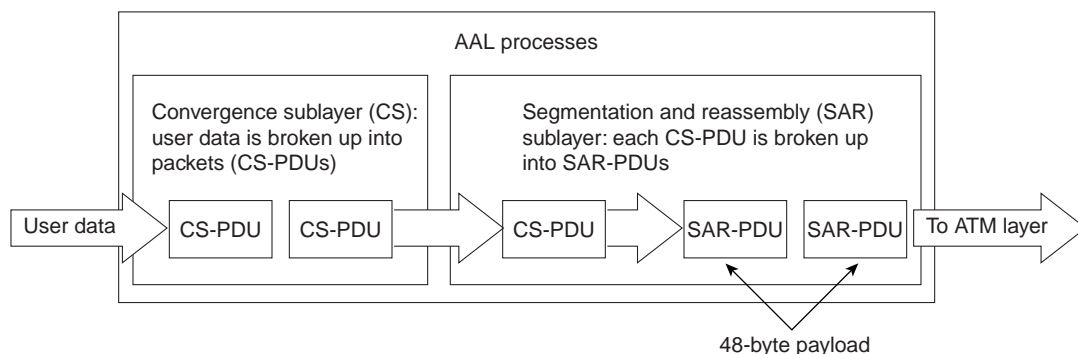 AAL processes
Convergence sublayer (CS):
user data is broken up into
packets (CS-PDUs)
Segmentation and reassembly (SAR)
sublayer: each CS-PDU is broken up
into SAR-PDUs
User data
CS-PDU
CS-PDU
CS-PDU
SAR-PDU
SAR-PDU
To ATM layer
48-byte payload